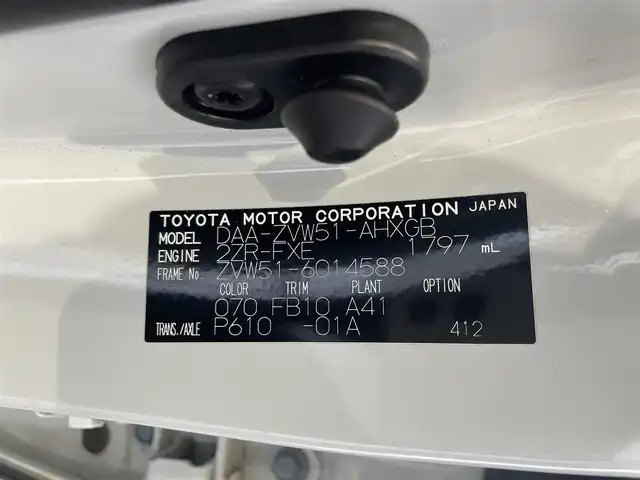 TOYOTA MOTOR CORPORATION JAPAN
MODEL DAA-ZVW51-AHXGB
ENGINE 2ZR-FXE 1797 mL
FRAME No. ZVW51-6014588
COLOR TRIM PLANT OPTION
070 FB10 A41
TRANS./AXLE P610 -01A 412